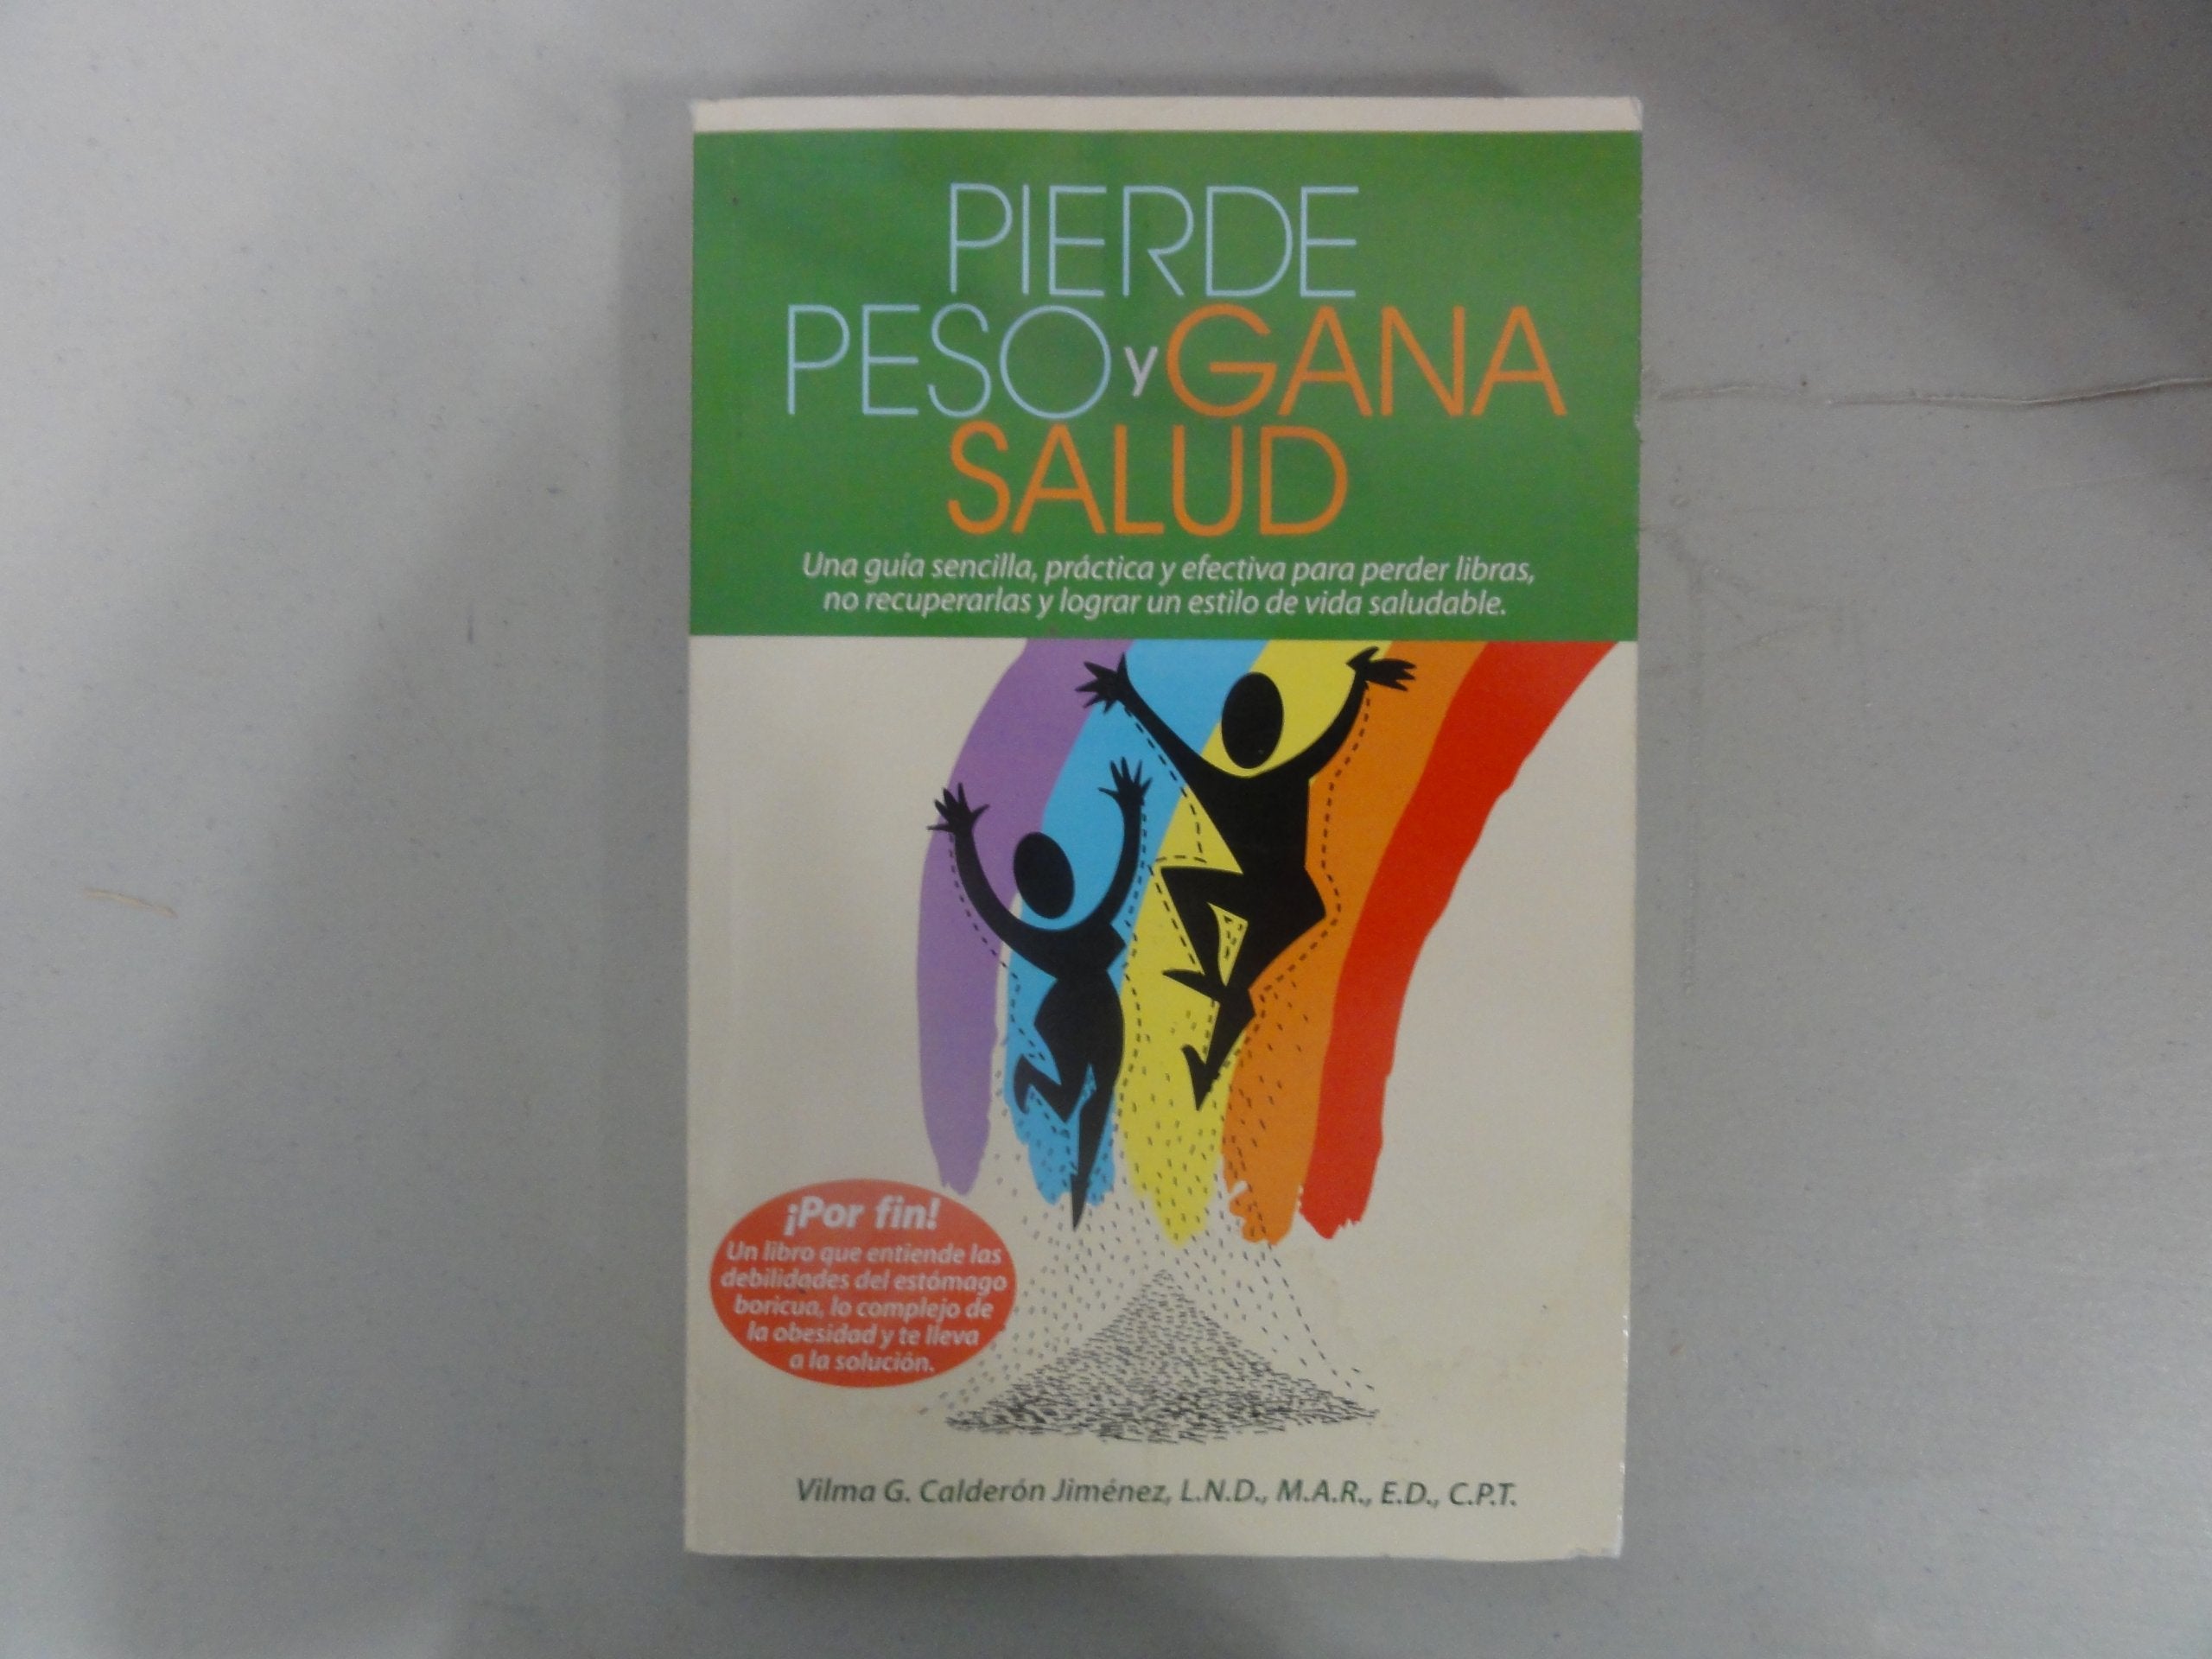 PIERDE
PESO y GANA
SALUD
Una guía sencilla, práctica y efectiva para perder libras,
no recuperarlas y lograr un estilo de vida saludable.
¡Por fin!
Un libro que entiende las
debilidades del estómago
boricua, lo complejo de
la obesidad y te lleva
a la solución.
Vilma G. Calderón Jiménez, L.N.D., M.A.R., E.D., C.P.T.